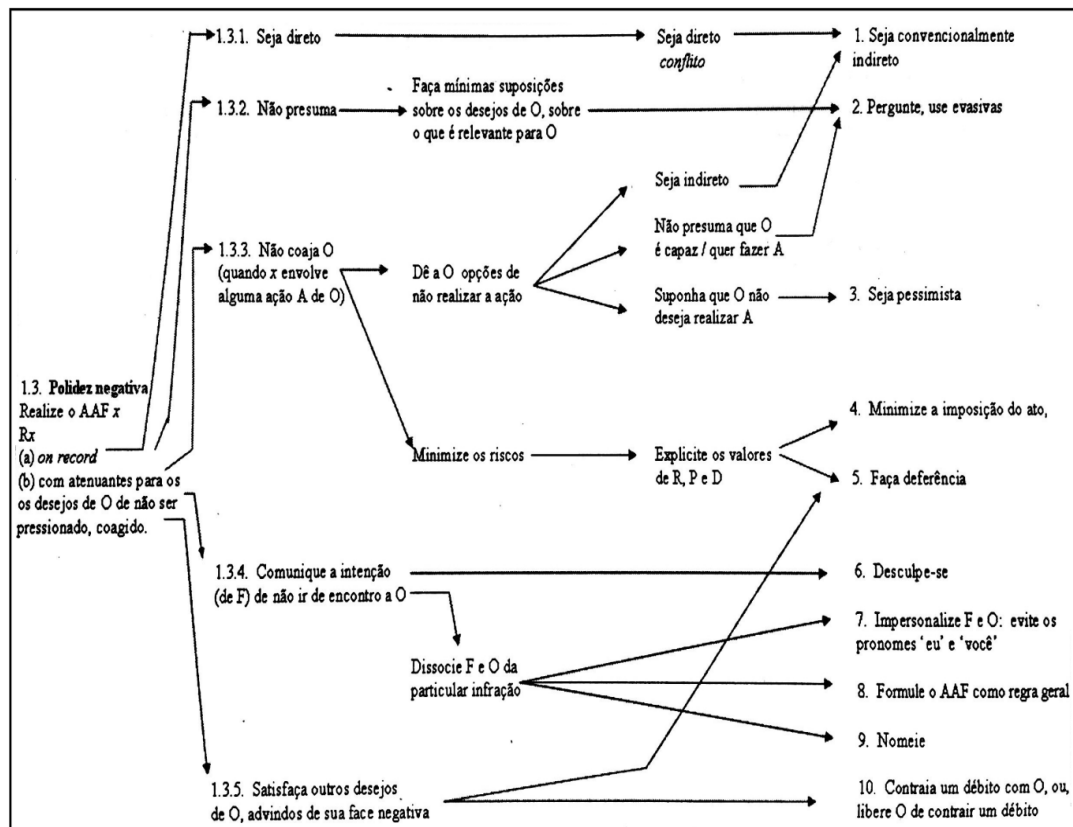 1.3.1. Seja direto
Seja direto
conflito
1. Seja convencionalmente
indireto
1.3.2. Não presuma
Faça mínimas suposições
sobre os desejos de O, sobre
o que é relevante para O
2. Pergunte, use evasivas
Seja indireto
Não presuma que O
é capaz / quer fazer A
1.3.3. Não coaja O
(quando x envolve
alguma ação A de O)
Dê a O opções de
não realizar a ação
Suponha que O não
deseja realizar A
3. Seja pessimista
1.3. Polidez negativa
Realize o AAF x
Rx
(a) on record
(b) com atenuantes para os
os desejos de O de não ser
pressionado, coagido.
Minimize os riscos
Explicite os valores
de R, P e D
4. Minimize a imposição do ato,
5. Faça deferência
1.3.4. Comunique a intenção
(de F) de não ir de encontro a O
6. Desculpe-se
Dissocie F e O da
particular infração
7. Impersonalize F e O: evite os
pronomes ‘eu’ e ‘você’
8. Formule o AAF como regra geral
9. Nomeie
1.3.5. Satisfaça outros desejos
de O, advindos de sua face negativa
10. Contraia um débito com O, ou,
libere O de contrair um débito